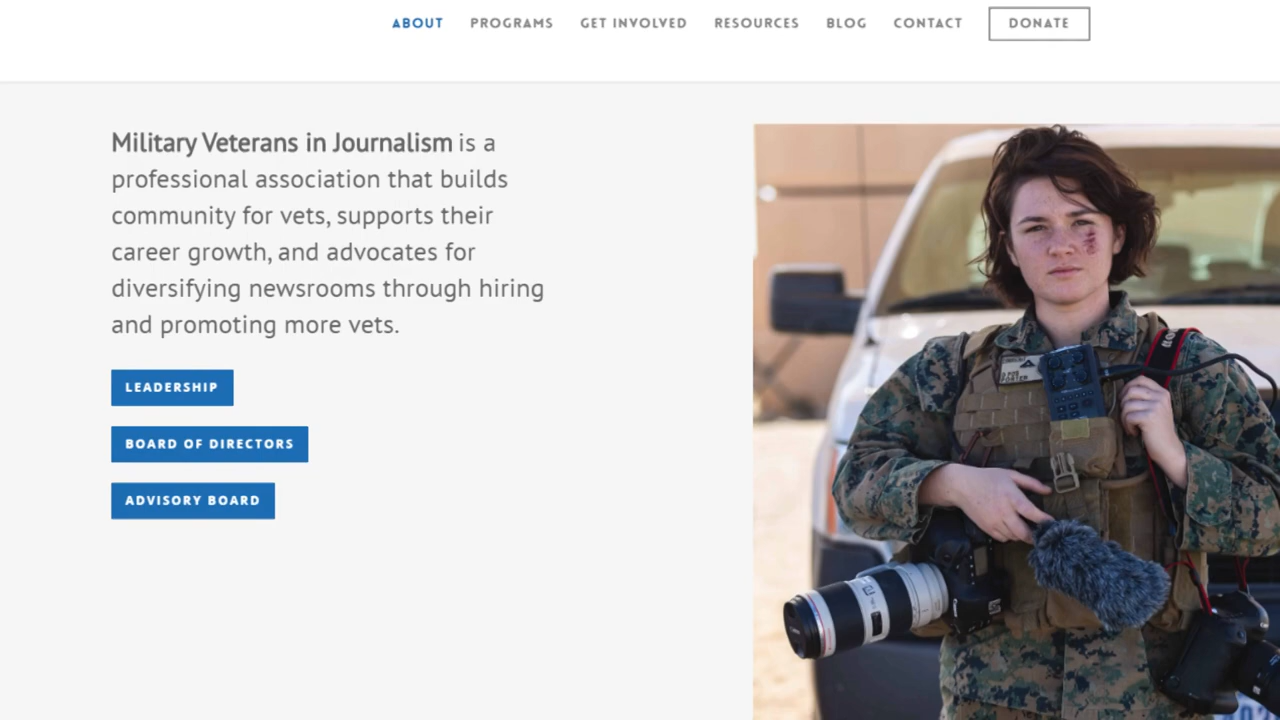 ABOUT PROGRAMS GET INVOLVED RESOURCES BLOG CONTACT DONATE
Military Veterans in Journalism is a
professional association that builds
community for vets, supports their
career growth, and advocates for
diversifying newsrooms through hiring
and promoting more vets.
LEADERSHIP
BOARD OF DIRECTORS
ADVISORY BOARD